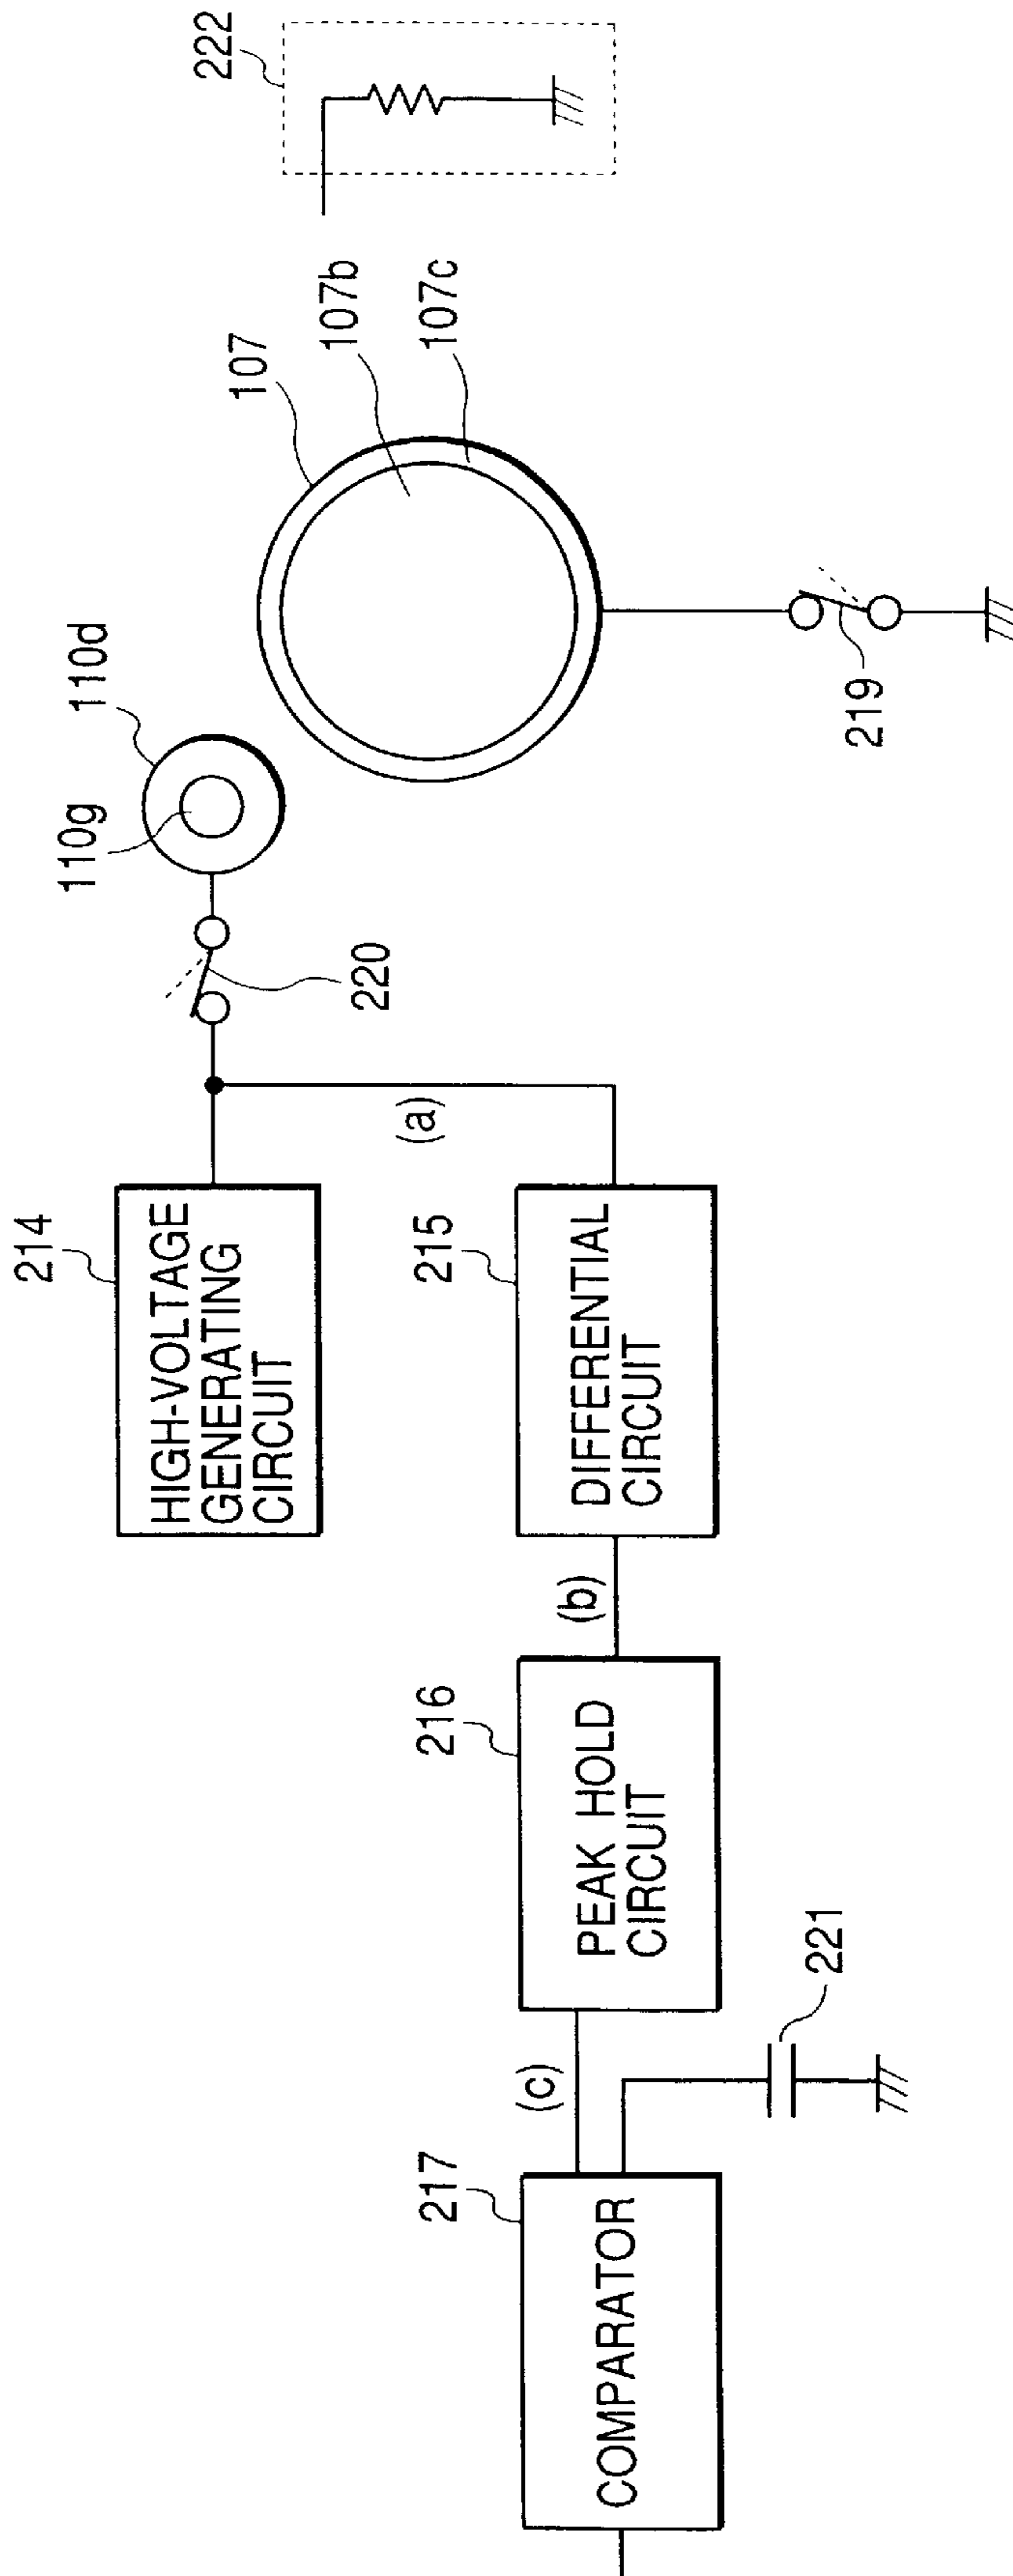 222
107
107b
107c
110d
110g
220
219
214
HIGH-VOLTAGE
GENERATING
CIRCUIT
(a)
215
DIFFERENTIAL
CIRCUIT
(b)
216
PEAK HOLD
CIRCUIT
(c)
221
217
COMPARATOR